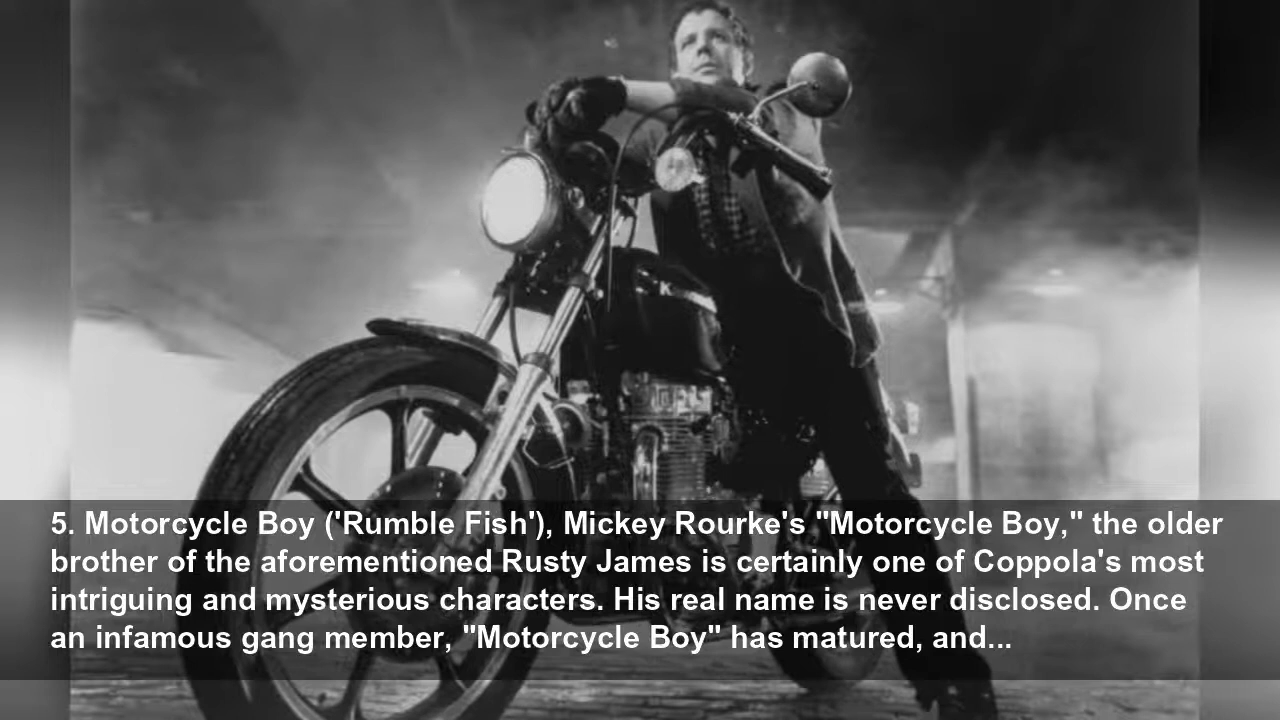 5. Motorcycle Boy ('Rumble Fish'), Mickey Rourke's "Motorcycle Boy," the older
brother of the aforementioned Rusty James is certainly one of Coppola's most
intriguing and mysterious characters. His real name is never disclosed. Once
an infamous gang member, "Motorcycle Boy" has matured, and...